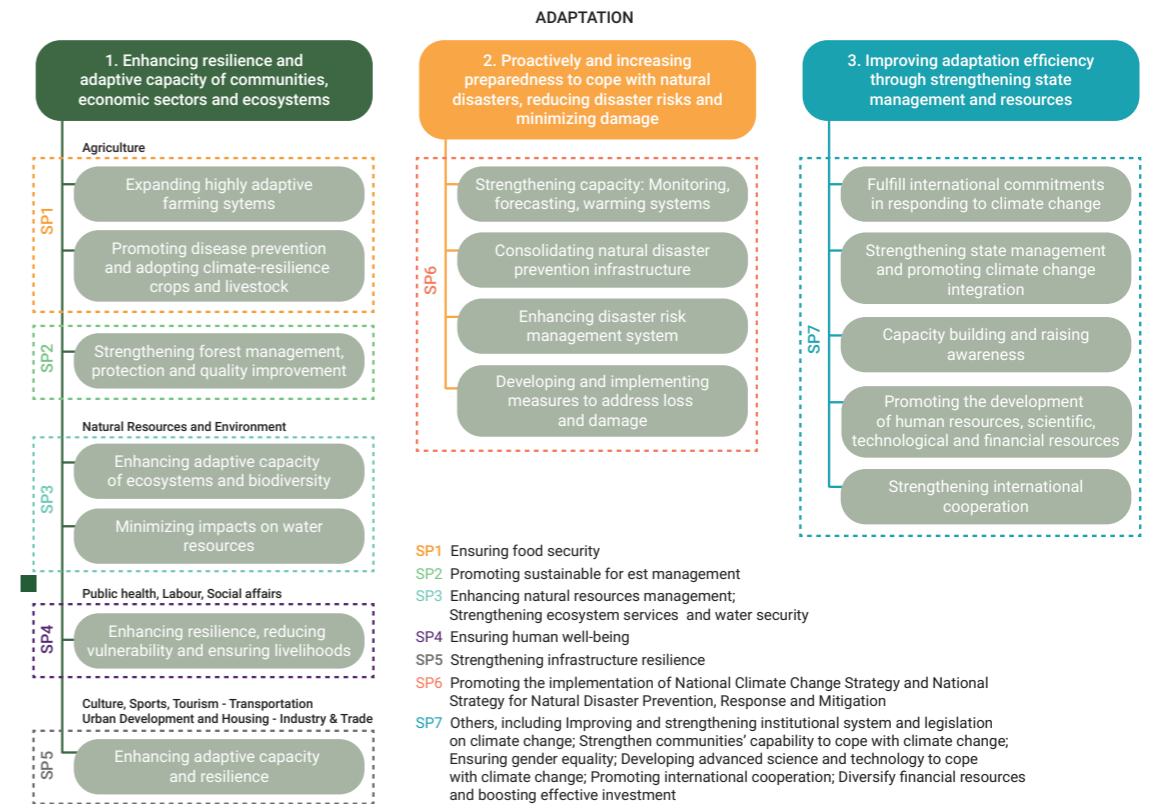 ADAPTATION
1. Enhancing resilience and
adaptive capacity of communities,
economic sectors and ecosystems
Agriculture
SP1
Expanding highly adaptive
farming sytems
Promoting disease prevention
and adopting climate-resilience
crops and livestock
SP2
Strengthening forest management,
protection and quality improvement
Natural Resources and Environment
SP3
Enhancing adaptive capacity
of ecosystems and biodiversity
Minimizing impacts on water
resources
Public health, Labour, Social affairs
SP4
Enhancing resilience, reducing
vulnerability and ensuring livelihoods
Culture, Sports, Tourism - Transportation
Urban Development and Housing - Industry & Trade
SP5
Enhancing adaptive capacity
and resilience
2. Proactively and increasing
preparedness to cope with natural
disasters, reducing disaster risks and
minimizing damage
SP6
Strengthening capacity: Monitoring,
forecasting, warming systems
Consolidating natural disaster
prevention infrastructure
Enhancing disaster risk
management system
Developing and implementing
measures to address loss
and damage
3. Improving adaptation efficiency
through strengthening state
management and resources
SP7
Fulfill international commitments
in responding to climate change
Strengthening state management
and promoting climate change
integration
Capacity building and raising
awareness
Promoting the development
of human resources, scientific,
technological and financial resources
Strengthening international
cooperation
SP1 Ensuring food security
SP2 Promoting sustainable for est management
SP3 Enhancing natural resources management;
Strengthening ecosystem services and water security
SP4 Ensuring human well-being
SP5 Strengthening infrastructure resilience
SP6 Promoting the implementation of National Climate Change Strategy and National
Strategy for Natural Disaster Prevention, Response and Mitigation
SP7 Others, including Improving and strengthening institutional system and legislation
on climate change; Strengthen communities' capability to cope with climate change;
Ensuring gender equality; Developing advanced science and technology to cope
with climate change; Promoting international cooperation; Diversify financial resources
and boosting effective investment